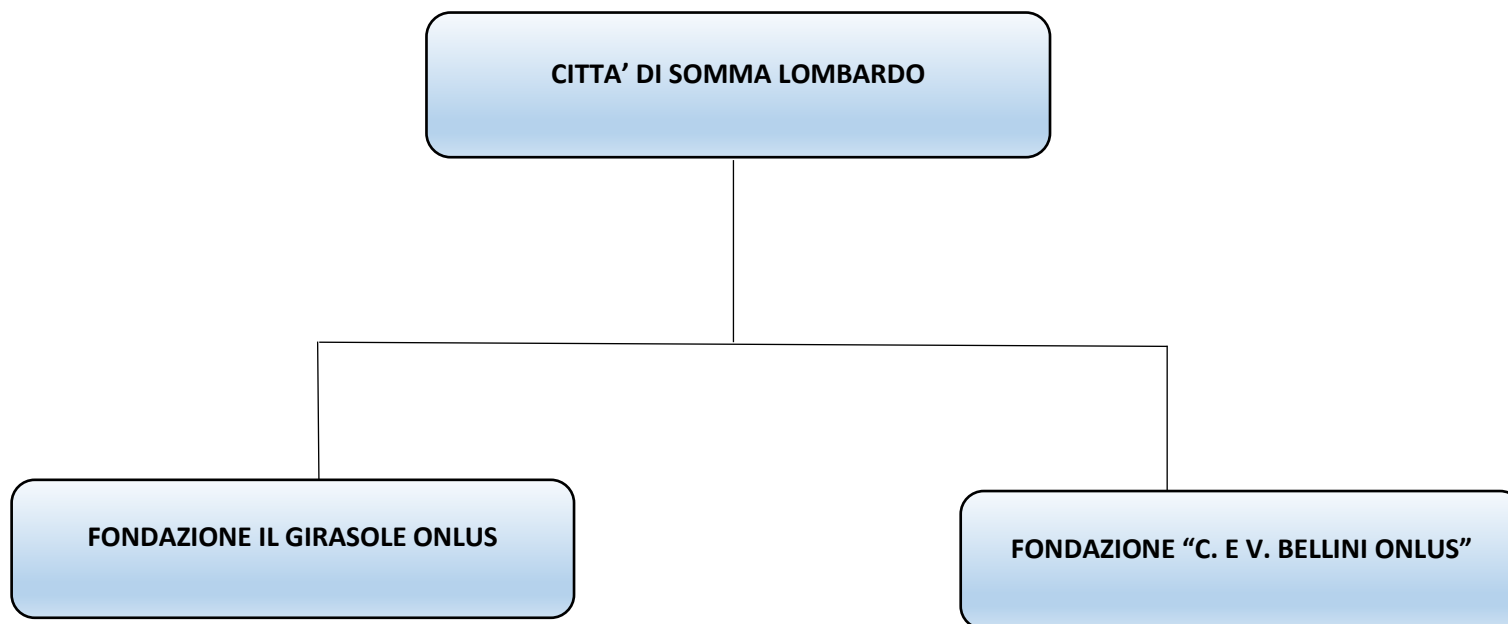 CITTA’ DI SOMMA LOMBARDO
FONDAZIONE IL GIRASOLE ONLUS
FONDAZIONE “C. E V. BELLINI ONLUS”